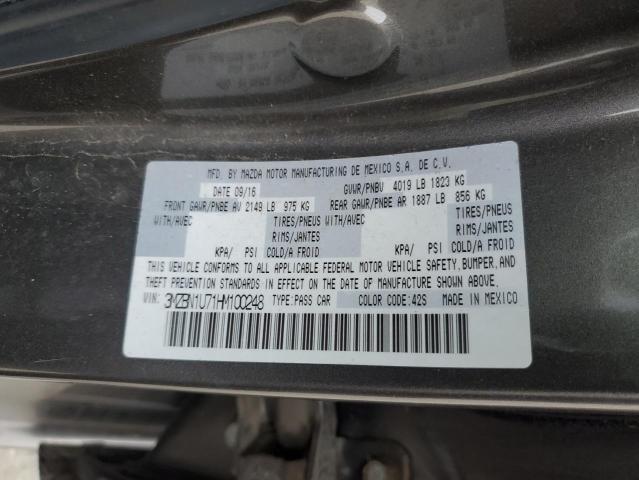 MFD. BY MAZDA MOTOR MANUFACTURING DE MEXICO S.A. DE C.V.
DATE 09/16 GVWR/PNBV 4019 LB 1823 KG
FRONT GAWR/PNBE AV 2149 LB 975 KG REAR GAWR/PNBE AR 1887 LB 856 KG
WITH/AVEC TIRES/PNEUS WITH/AVEC TIRES/PNEUS
RIMS/JANTES RIMS/JANTES
KPA/ PSI COLD/A FROID KPA/ PSI COLD/A FROID
THIS VEHICLE CONFORMS TO ALL APPLICABLE FEDERAL MOTOR VEHICLE SAFETY, BUMPER, AND
THEFT PREVENTION STANDARDS IN EFFECT ON THE DATE OF MANUFACTURE SHOWN ABOVE.
VIN: 3MZBN1U71HM100248 TYPE:PASS CAR COLOR CODE:42S MADE IN MEXICO